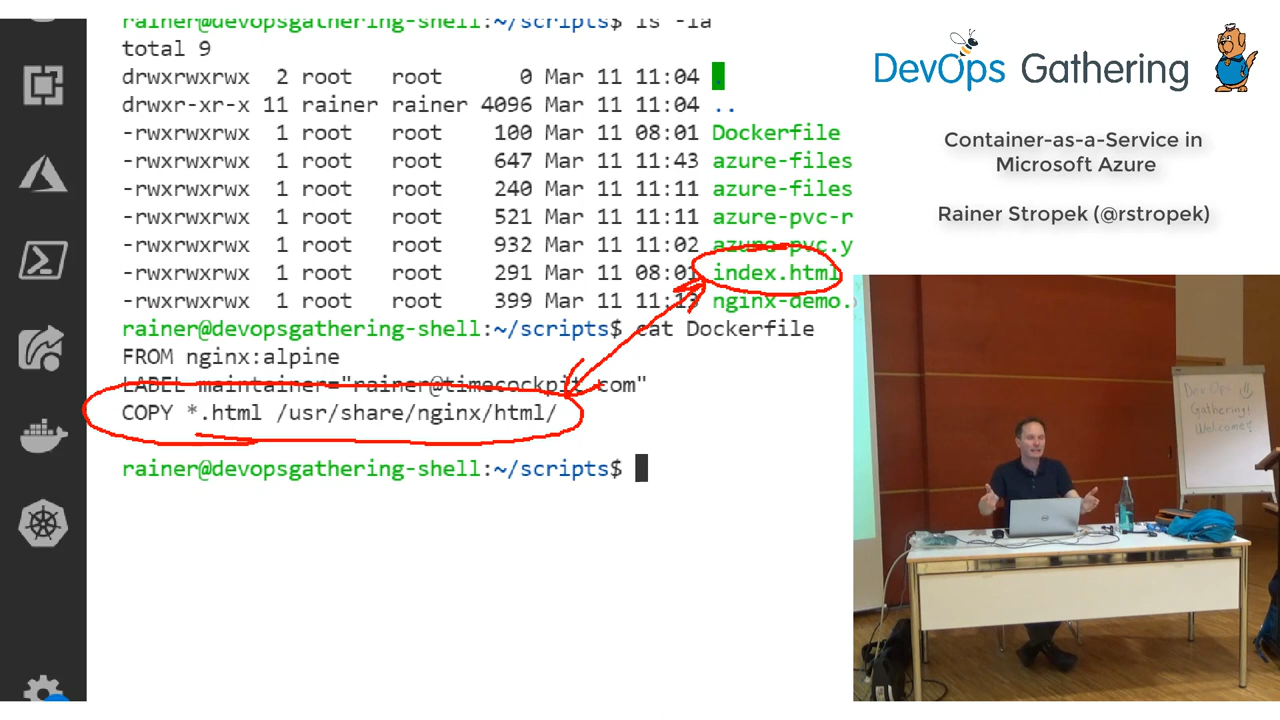 rainer@devopsgathering-shell:~/scripts$ ls -la
total 9
drwxrwxrwx 2 root root 0 Mar 11 11:04 .
drwxr-xr-x 11 rainer rainer 4096 Mar 11 11:04 ..
-rwxrwxrwx 1 root root 100 Mar 11 08:01 Dockerfile
-rwxrwxrwx 1 root root 647 Mar 11 11:43 azure-files
-rwxrwxrwx 1 root root 240 Mar 11 11:11 azure-files
-rwxrwxrwx 1 root root 521 Mar 11 11:11 azure-pvc-r
-rwxrwxrwx 1 root root 932 Mar 11 11:02 azure-pvc.y
-rwxrwxrwx 1 root root 291 Mar 11 08:01 index.html
-rwxrwxrwx 1 root root 399 Mar 11 11:13 nginx-demo.
rainer@devopsgathering-shell:~/scripts$ cat Dockerfile
FROM nginx:alpine
LABEL maintainer="rainer@timecockpit.com"
COPY *.html /usr/share/nginx/html/
rainer@devopsgathering-shell:~/scripts$
DevOps Gathering
Container-as-a-Service in
Microsoft Azure
Rainer Stropek (@rstropek)
DevOps
Gathering!
Welcome!